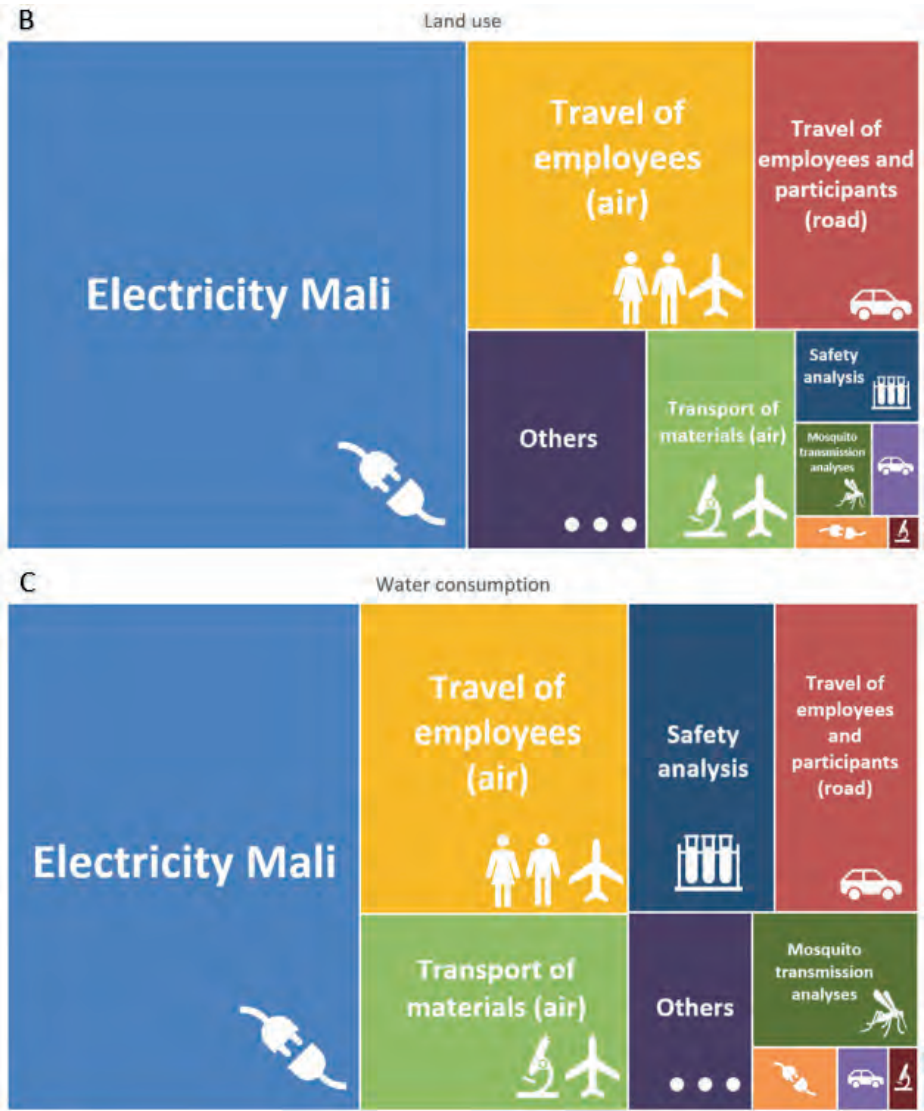 B
Land use
Electricity Mali
Travel of
employees
(air)
Travel of
employees and
participants
(road)
Others
Transport of
materials (air)
Safety
analysis
Mosquito
transmission
analyses
C
Water consumption
Electricity Mali
Travel of
employees
(air)
Safety
analysis
Travel of
employees
and
participants
(road)
Transport of
materials (air)
Others
Mosquito
transmission
analyses